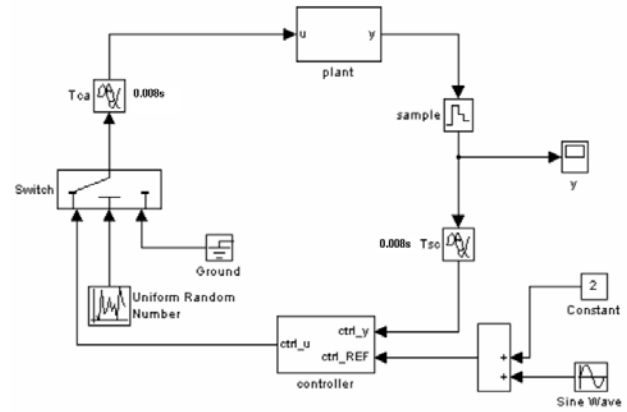 u
y
plant
Tca
0.008s
sample
Switch
y
0.008s
Tsc
Ground
Uniform Random
Number
2
Constant
ctrl_y
ctrl_u
ctrl_REF
controller
+
+
Sine Wave